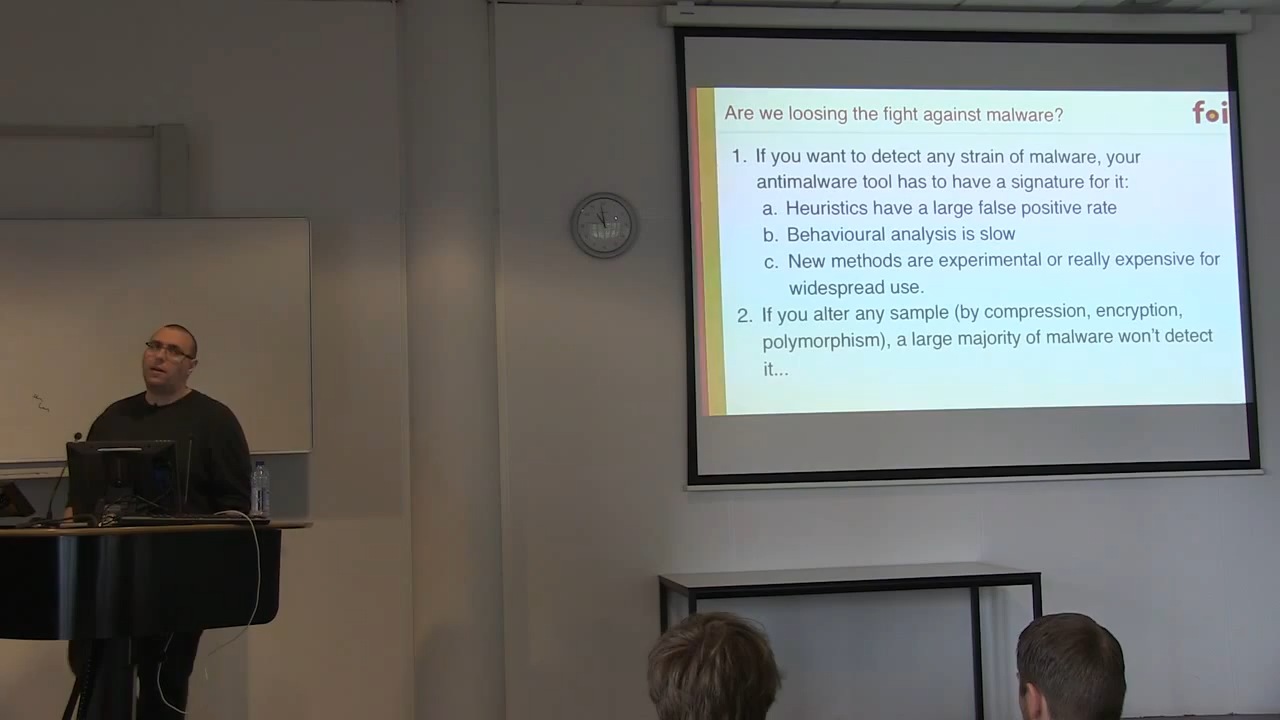 Are we loosing the fight against malware?
foi
1. If you want to detect any strain of malware, your
antimalware tool has to have a signature for it:
a. Heuristics have a large false positive rate
b. Behavioural analysis is slow
c. New methods are experimental or really expensive for
widespread use.
2. If you alter any sample (by compression, encryption,
polymorphism), a large majority of malware won't detect
it...